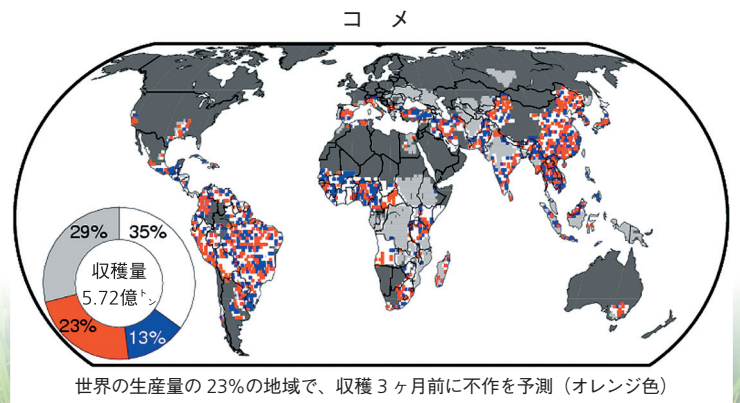 コメ
29%
35%
収穫量
5.72億㌧
23%
13%
世界の生産量の23%の地域で、収穫3ヶ月前に不作を予測（オレンジ色）